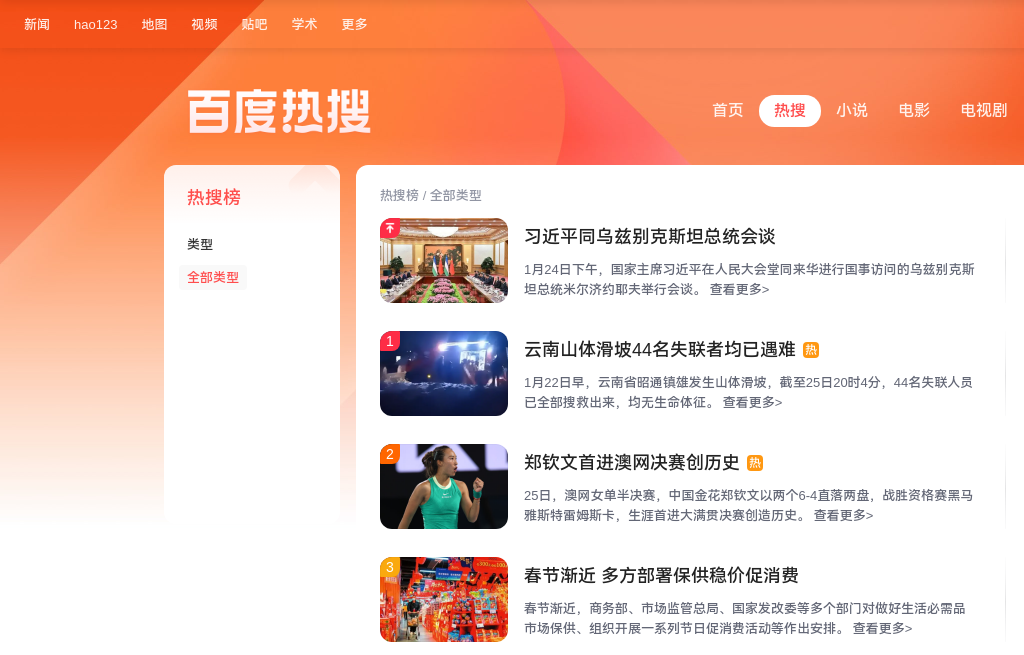 新闻 hao123 地图 视频 贴吧 学术 更多
百度热搜
首页 热搜 小说 电影 电视剧
热搜榜
类型
全部类型
热搜榜 / 全部类型
习近平同乌兹别克斯坦总统会谈
1月24日下午，国家主席习近平在人民大会堂同来华进行国事访问的乌兹别克斯
坦总统米尔济约耶夫举行会谈。 查看更多>
1
云南山体滑坡44名失联者均已遇难 热
1月22日早，云南省昭通镇雄发生山体滑坡，截至25日20时4分，44名失联人员
已全部搜救出来，均无生命体征。 查看更多>
2
郑钦文首进澳网决赛创历史 热
25日，澳网女单半决赛，中国金花郑钦文以两个6-4直落两盘，战胜资格赛黑马
雅斯特雷姆斯卡，生涯首进大满贯决赛创造历史。 查看更多>
3
春节渐近 多方部署保供稳价促消费
春节渐近，商务部、市场监管总局、国家发改委等多个部门对做好生活必需品
市场保供、组织开展一系列节日促消费活动等作出安排。 查看更多>